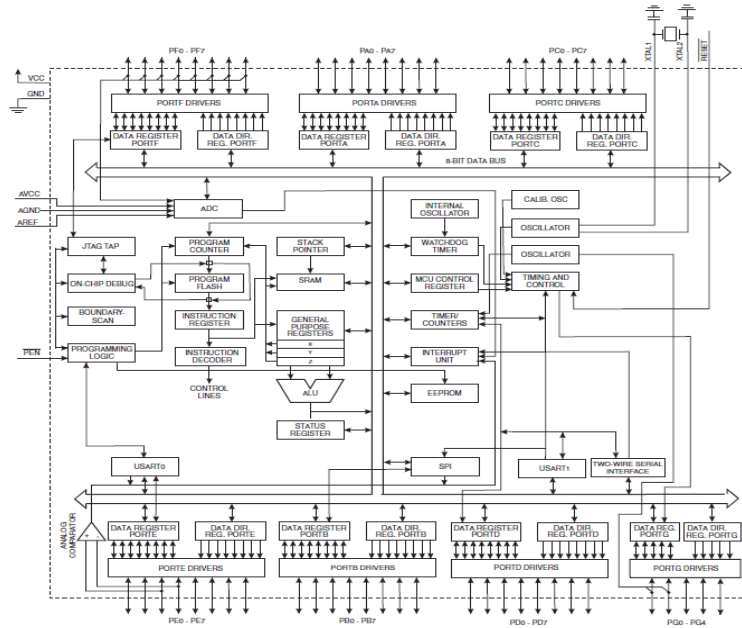 PF0 - PF7
PA0 - PA7
PC0 - PC7
XTAL1
XTAL2
RESET
VCC
GND
PORTF DRIVERS
PORTA DRIVERS
PORTC DRIVERS
DATA REGISTER
PORTF
DATA DIR.
REG. PORTF
DATA REGISTER
PORTA
DATA DIR.
REG. PORTA
DATA REGISTER
PORTC
DATA DIR.
REG. PORTC
8-BIT DATA BUS
AVCC
AGND
AREF
ADC
INTERNAL
OSCILLATOR
CALIB. OSC
OSCILLATOR
JTAG TAP
PROGRAM
COUNTER
STACK
POINTER
WATCHDOG
TIMER
OSCILLATOR
ON-CHIP DEBUG
PROGRAM
FLASH
SRAM
MCU CONTROL
REGISTER
TIMING AND
CONTROL
BOUNDARY-
SCAN
INSTRUCTION
REGISTER
GENERAL
PURPOSE
REGISTERS
X
Y
Z
TIMER/
COUNTERS
PEN
PROGRAMMING
LOGIC
INSTRUCTION
DECODER
INTERRUPT
UNIT
CONTROL
LINES
ALU
EEPROM
STATUS
REGISTER
USART0
SPI
USART1
TWO-WIRE SERIAL
INTERFACE
ANALOG
COMPARATOR
+
-
DATA REGISTER
PORTE
DATA DIR.
REG. PORTE
DATA REGISTER
PORTB
DATA DIR.
REG. PORTB
DATA REGISTER
PORTD
DATA DIR.
REG. PORTD
DATA REG.
PORTG
DATA DIR.
REG. PORTG
PORTE DRIVERS
PORTB DRIVERS
PORTD DRIVERS
PORTG DRIVERS
PE0 - PE7
PB0 - PB7
PD0 - PD7
PG0 - PG4